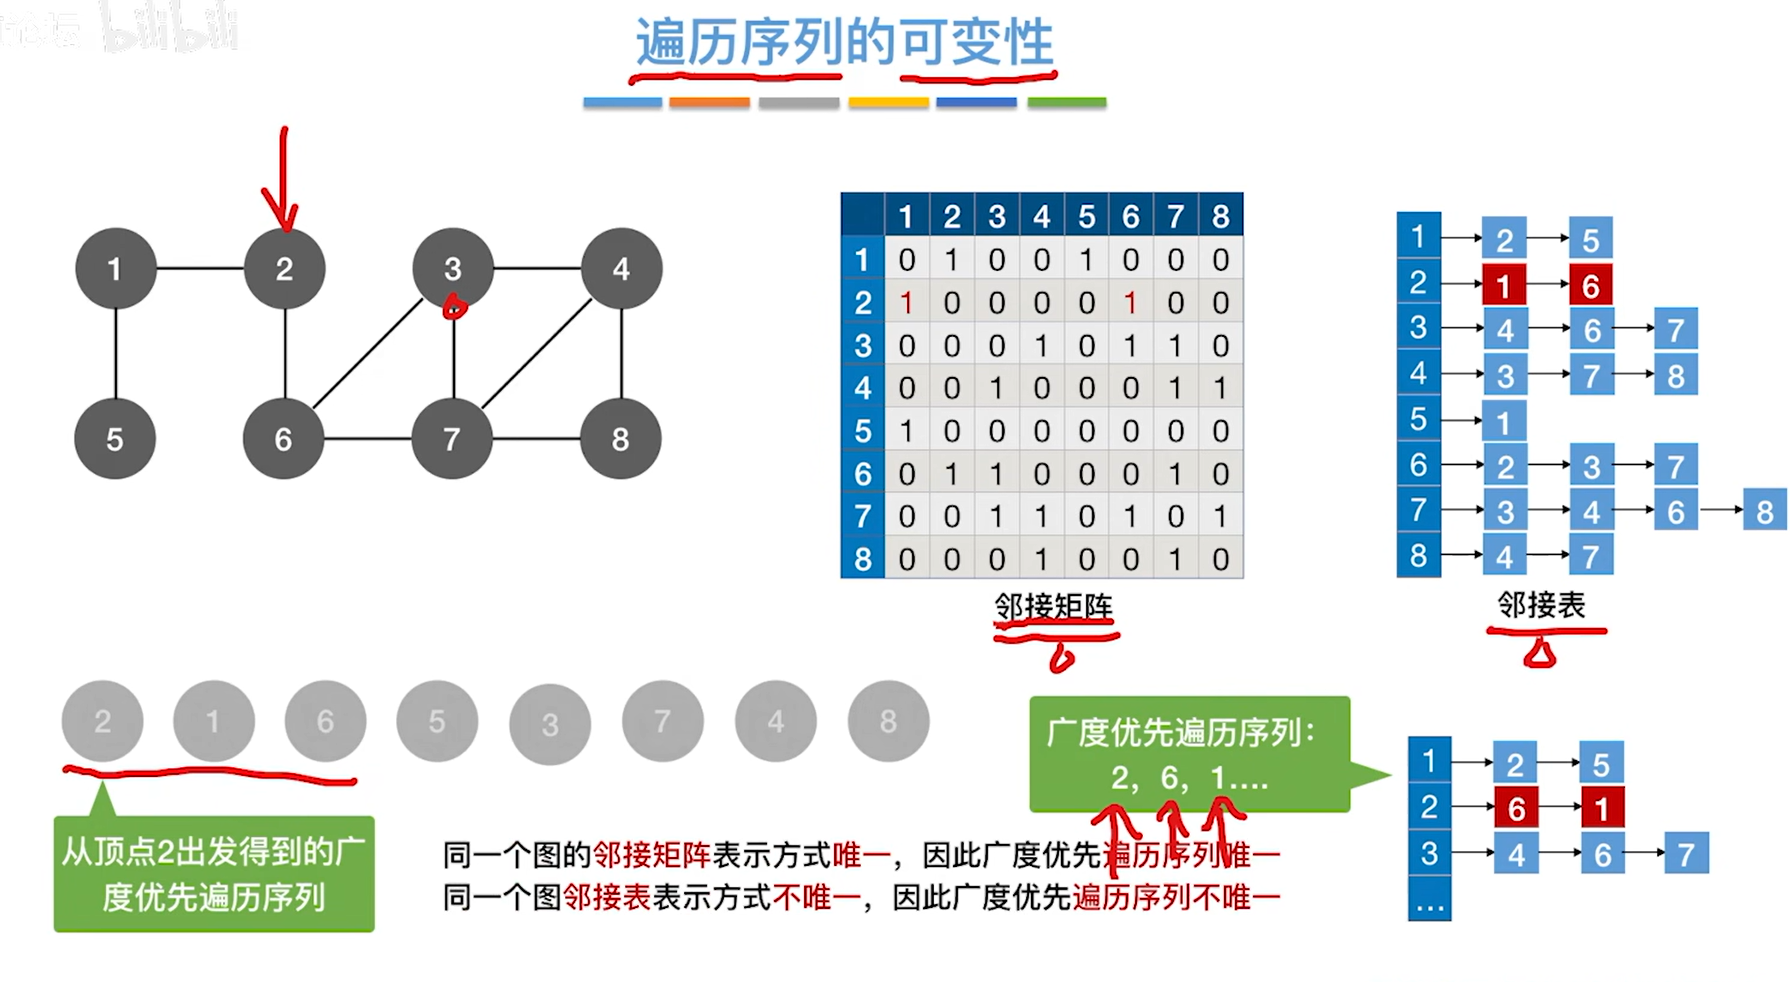 bilibili
遍历序列的可变性
1 2 3 4
5 6 7 8
1 2 3 4 5 6 7 8
1 0 1 0 0 1 0 0 0
2 1 0 0 0 0 1 0 0
3 0 0 0 1 0 1 1 0
4 0 0 1 0 0 0 1 1
5 1 0 0 0 0 0 0 0
6 0 1 1 0 0 0 1 0
7 0 0 1 1 0 1 0 1
8 0 0 0 1 0 0 1 0
邻接矩阵
1 2 5
2 1 6
3 4 6 7
4 3 7 8
5 1
6 2 3 7
7 3 4 6 8
8 4 7
邻接表
2 1 6 5 3 7 4 8
从顶点2出发得到的广
度优先遍历序列
广度优先遍历序列：
2, 6, 1....
1 2 5
2 6 1
3 4 6 7
...
同一个图的邻接矩阵表示方式唯一，因此广度优先遍历序列唯一
同一个图邻接表表示方式不唯一，因此广度优先遍历序列不唯一